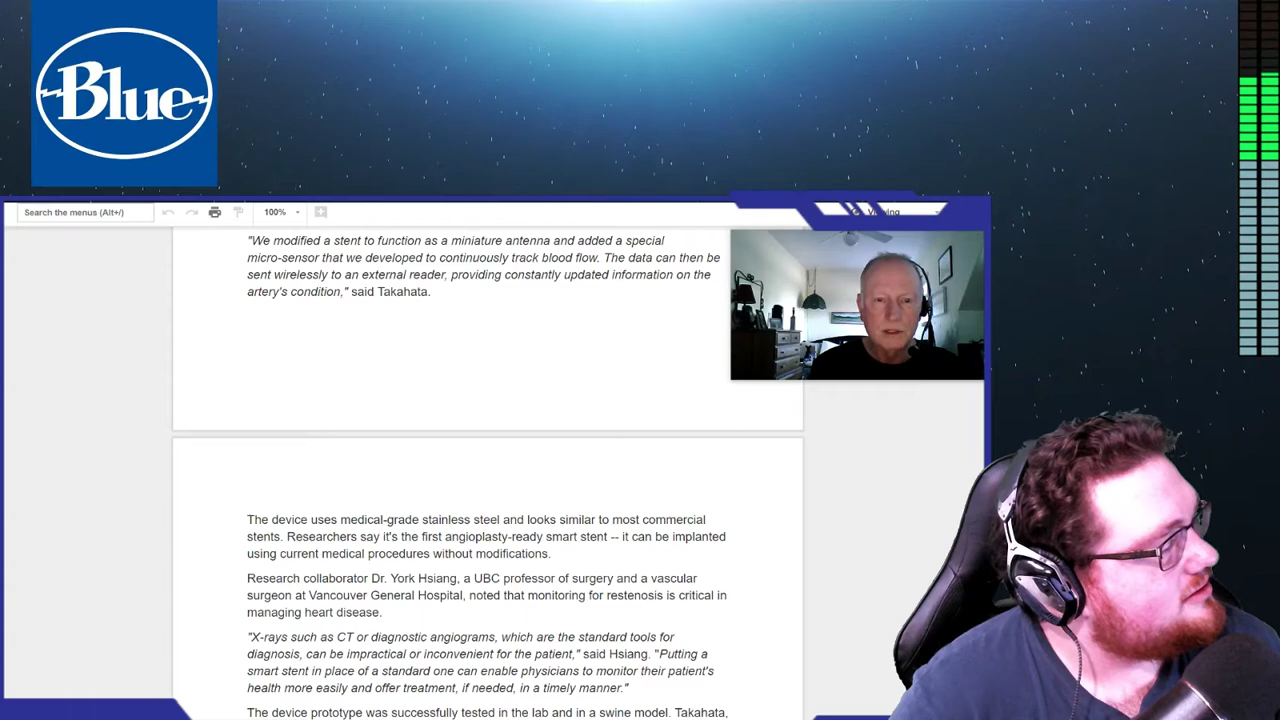 Blue
Search the menus (Alt+/)
100%
"We modified a stent to function as a miniature antenna and added a special
micro-sensor that we developed to continuously track blood flow. The data can then be
sent wirelessly to an external reader, providing constantly updated information on the
artery's condition," said Takahata.
The device uses medical-grade stainless steel and looks similar to most commercial
stents. Researchers say it's the first angioplasty-ready smart stent -- it can be implanted
using current medical procedures without modifications.
Research collaborator Dr. York Hsiang, a UBC professor of surgery and a vascular
surgeon at Vancouver General Hospital, noted that monitoring for restenosis is critical in
managing heart disease.
"X-rays such as CT or diagnostic angiograms, which are the standard tools for
diagnosis, can be impractical or inconvenient for the patient," said Hsiang. "Putting a
smart stent in place of a standard one can enable physicians to monitor their patient's
health more easily and offer treatment, if needed, in a timely manner."
The device prototype was successfully tested in the lab and in a swine model. Takahata,